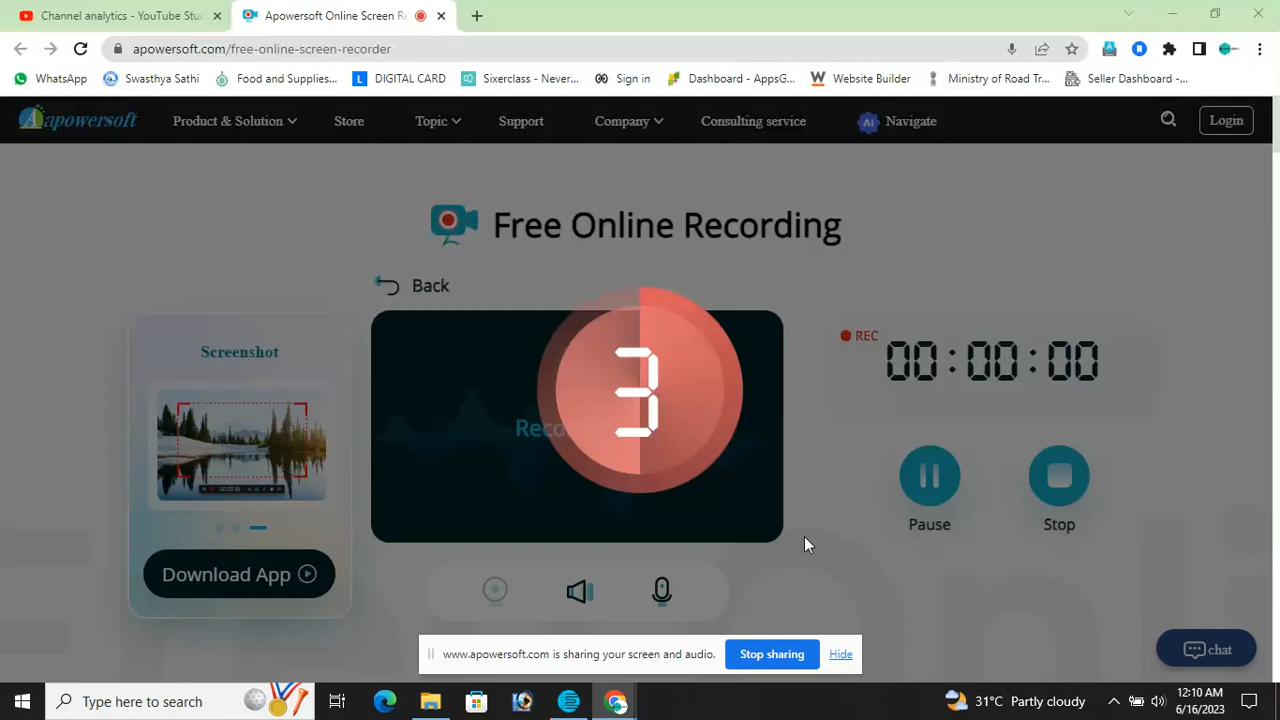 Channel analytics - YouTube Stu
Apowersoft Online Screen Re
apowersoft.com/free-online-screen-recorder
WhatsApp
Swasthya Sathi
Food and Supplies...
DIGITAL CARD
Sixerclass - Never...
Sign in
Dashboard - AppsG...
Website Builder
Ministry of Road Tr...
Seller Dashboard -...
apowersoft
Product & Solution
Store
Topic
Support
Company
Consulting service
AI
Navigate
Login
Free Online Recording
Back
Screenshot
Reco
3
REC
00:00:00
Pause
Stop
Download App
www.apowersoft.com is sharing your screen and audio.
Stop sharing
Hide
chat
Type here to search
31°C Partly cloudy
12:10 AM
6/16/2023